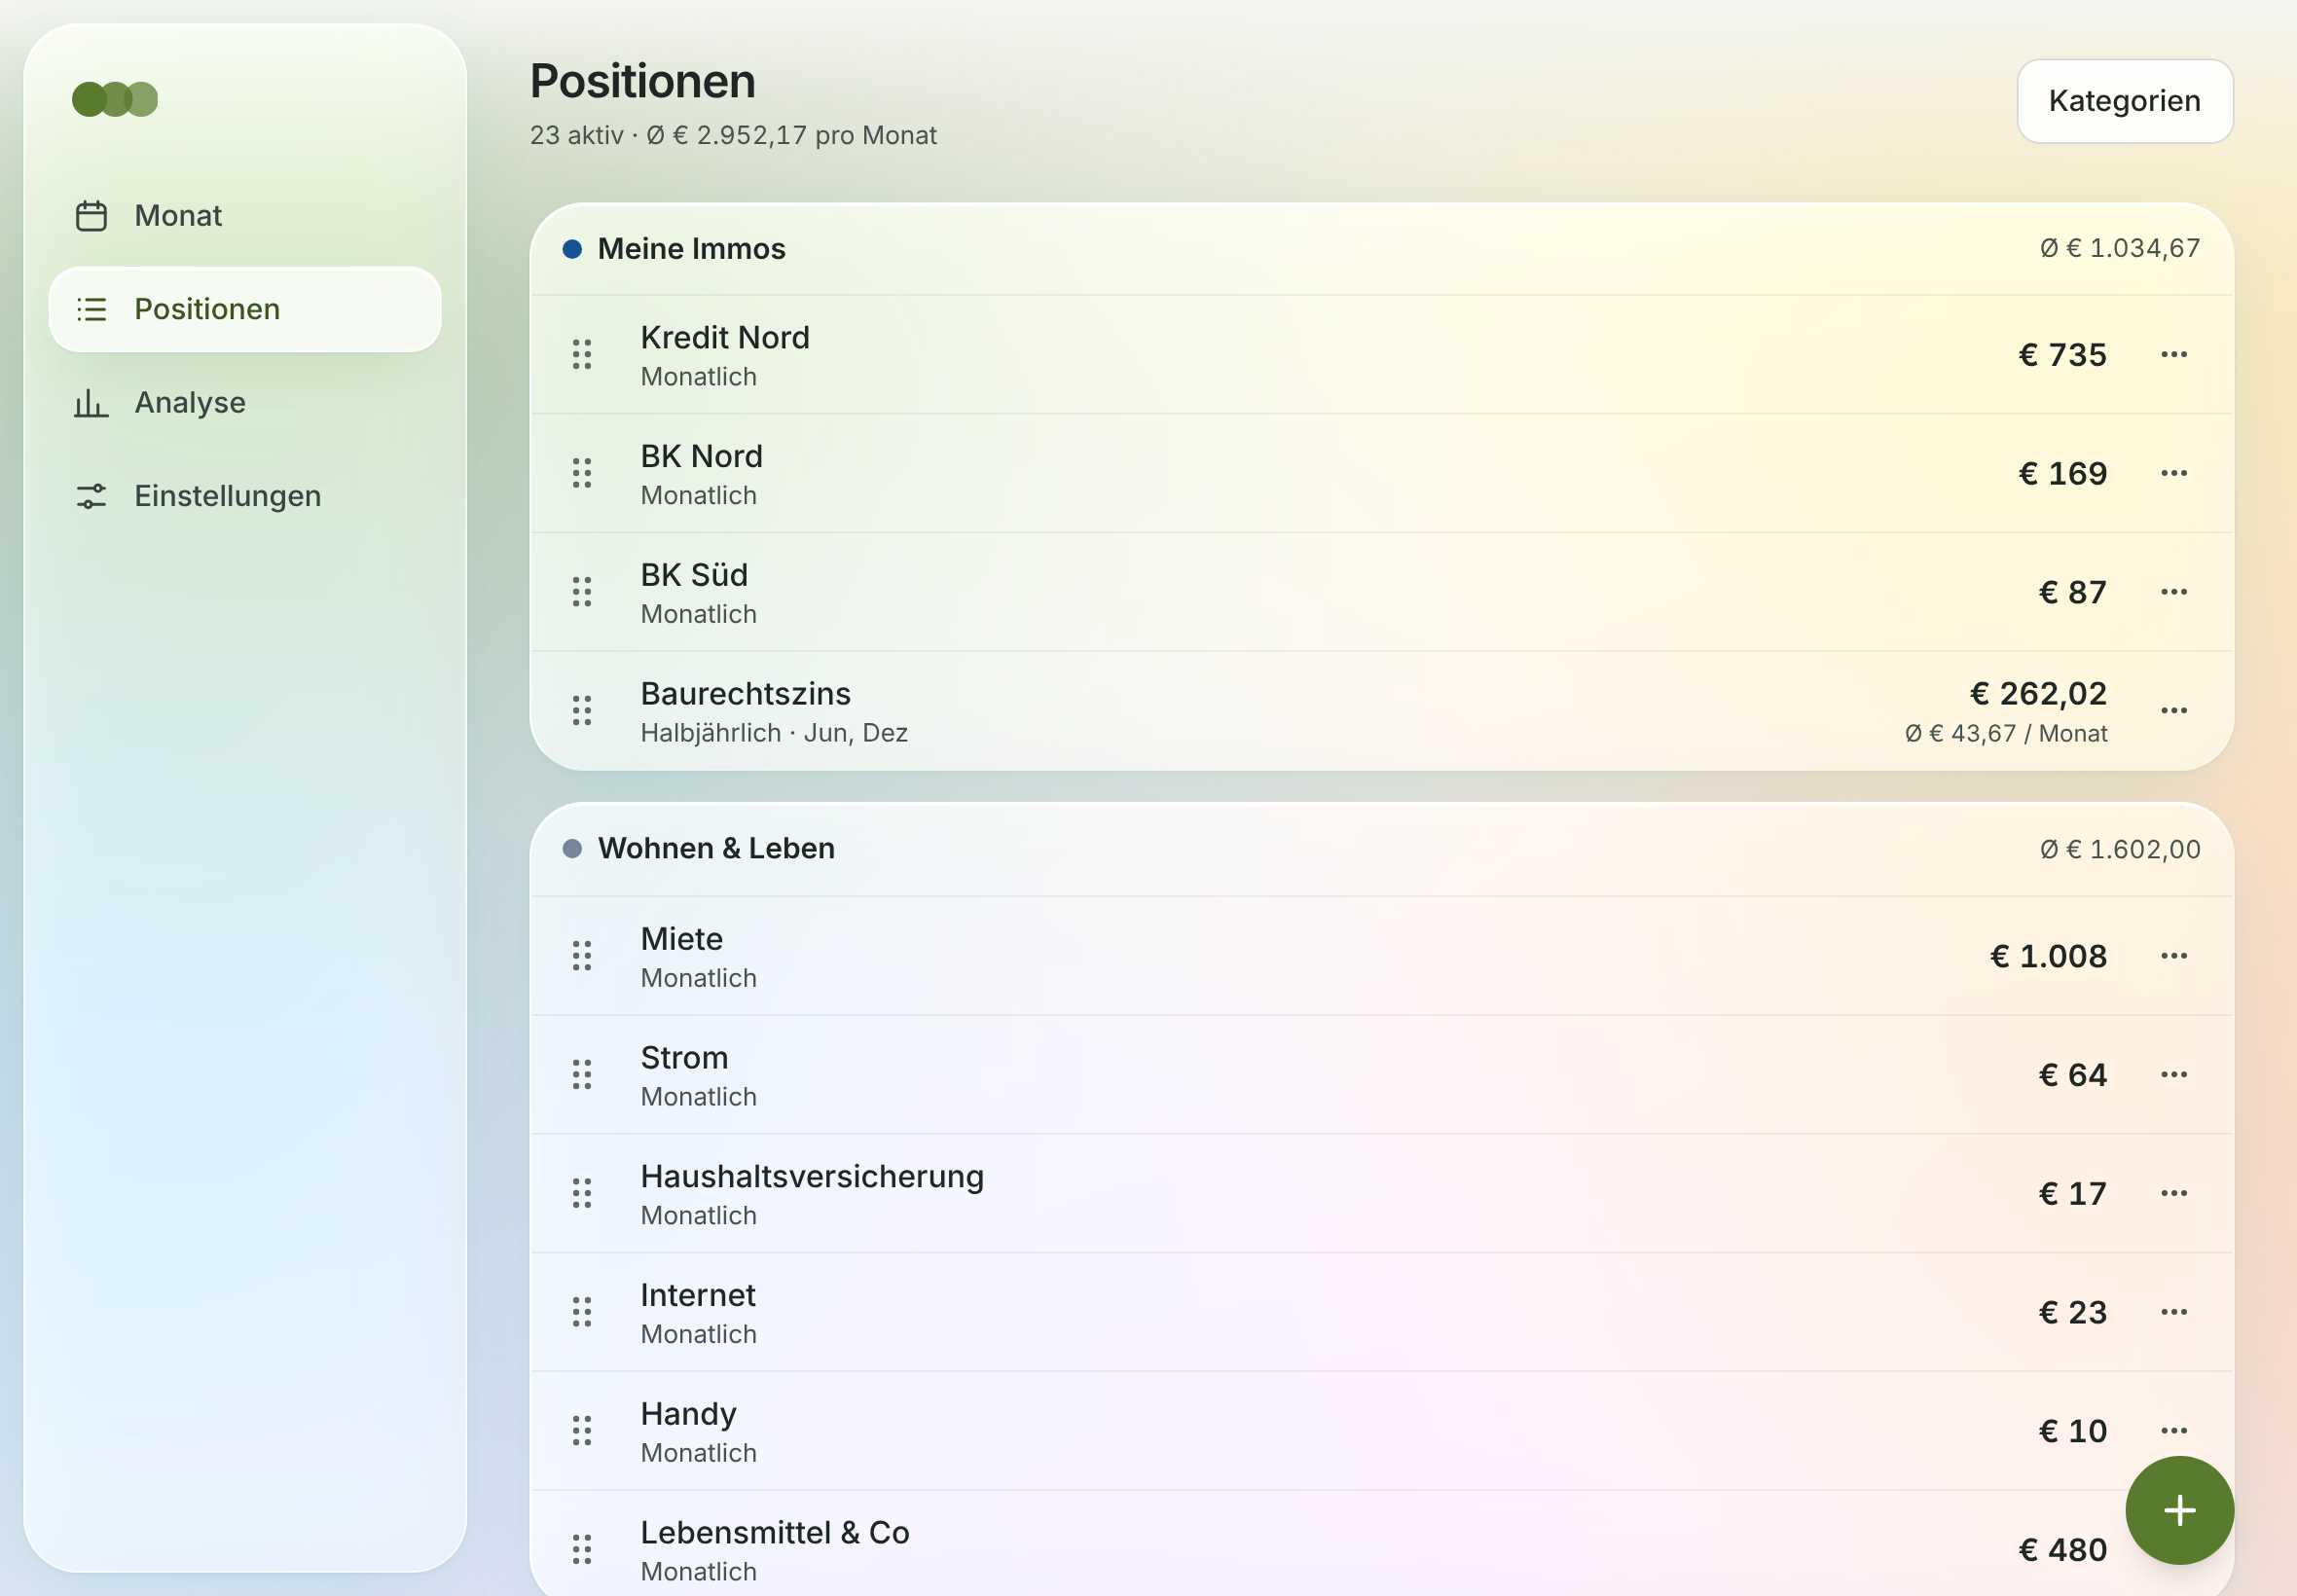 Positionen
23 aktiv · Ø € 2.952,17 pro Monat
Kategorien
Monat
Positionen
Analyse
Einstellungen
Meine Immos
Ø € 1.034,67
Kredit Nord
Monatlich
€ 735
BK Nord
Monatlich
€ 169
BK Süd
Monatlich
€ 87
Baurechtszins
Halbjährlich · Jun, Dez
€ 262,02
Ø € 43,67 / Monat
Wohnen & Leben
Ø € 1.602,00
Miete
Monatlich
€ 1.008
Strom
Monatlich
€ 64
Haushaltsversicherung
Monatlich
€ 17
Internet
Monatlich
€ 23
Handy
Monatlich
€ 10
Lebensmittel & Co
Monatlich
€ 480